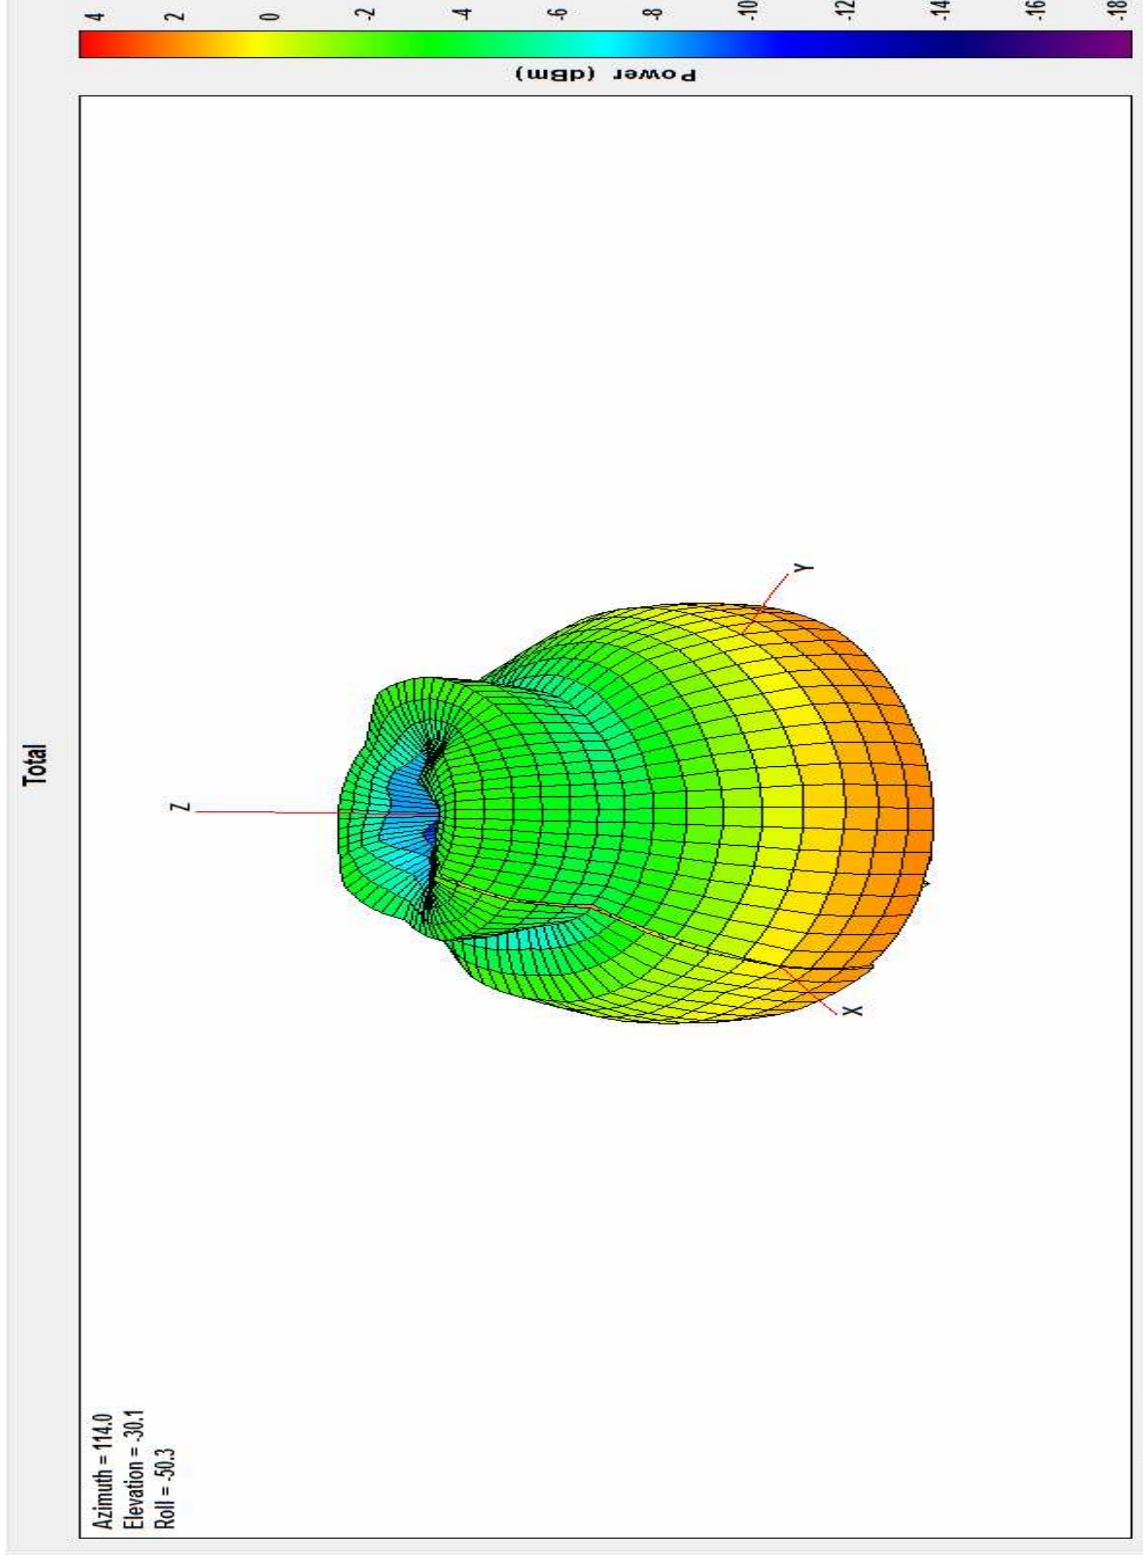 Total
Azimuth = 114.0
Elevation = -30.1
Roll = -50.3
Z
Y
X
4
2
0
-2
-4
-6
-8
-10
-12
-14
-16
-18
Power (dBm)